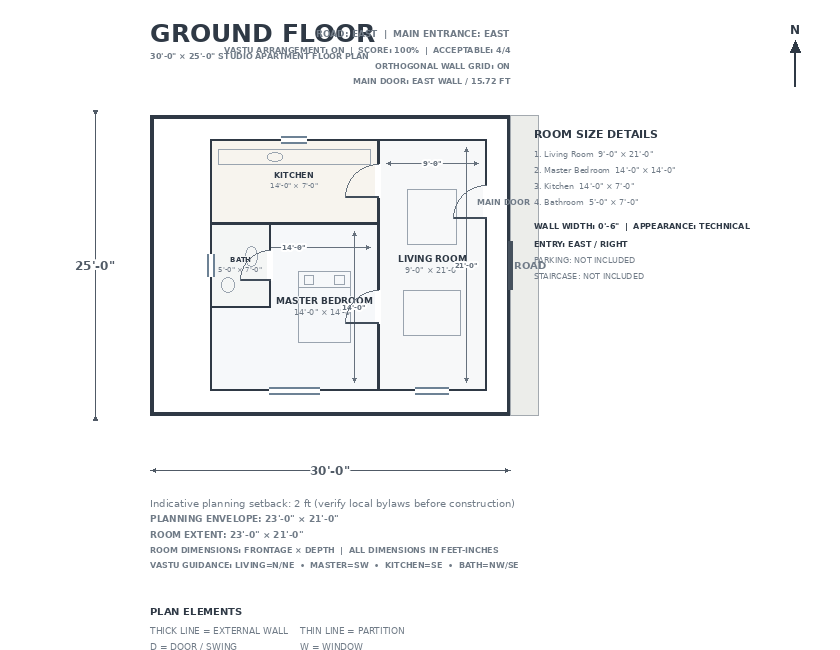 GROUND FLOOR
30'-0" × 25'-0" STUDIO APARTMENT FLOOR PLAN
ROAD: EAST | MAIN ENTRANCE: EAST
VASTU ARRANGEMENT: ON | SCORE: 100% | ACCEPTABLE: 4/4
ORTHOGONAL WALL GRID: ON
MAIN DOOR: EAST WALL / 15.72 FT
N
ROOM SIZE DETAILS
1. Living Room 9'-0" × 21'-0"
2. Master Bedroom 14'-0" × 14'-0"
3. Kitchen 14'-0" × 7'-0"
4. Bathroom 5'-0" × 7'-0"
WALL WIDTH: 0'-6" | APPEARANCE: TECHNICAL
ENTRY: EAST / RIGHT
PARKING: NOT INCLUDED
STAIRCASE: NOT INCLUDED
KITCHEN
14'-0" × 7'-0"
9'-0"
MAIN DOOR
14'-0"
BATH
5'-0" × 7'-0"
LIVING ROOM
9'-0" × 21'-0"
21'-0"
ROAD
25'-0"
MASTER BEDROOM
14'-0" × 14'-0"
14'-0"
30'-0"
Indicative planning setback: 2 ft (verify local bylaws before construction)
PLANNING ENVELOPE: 23'-0" × 21'-0"
ROOM EXTENT: 23'-0" × 21'-0"
ROOM DIMENSIONS: FRONTAGE × DEPTH | ALL DIMENSIONS IN FEET-INCHES
VASTU GUIDANCE: LIVING=N/NE • MASTER=SW • KITCHEN=SE • BATH=NW/SE
PLAN ELEMENTS
THICK LINE = EXTERNAL WALL THIN LINE = PARTITION
D = DOOR / SWING W = WINDOW